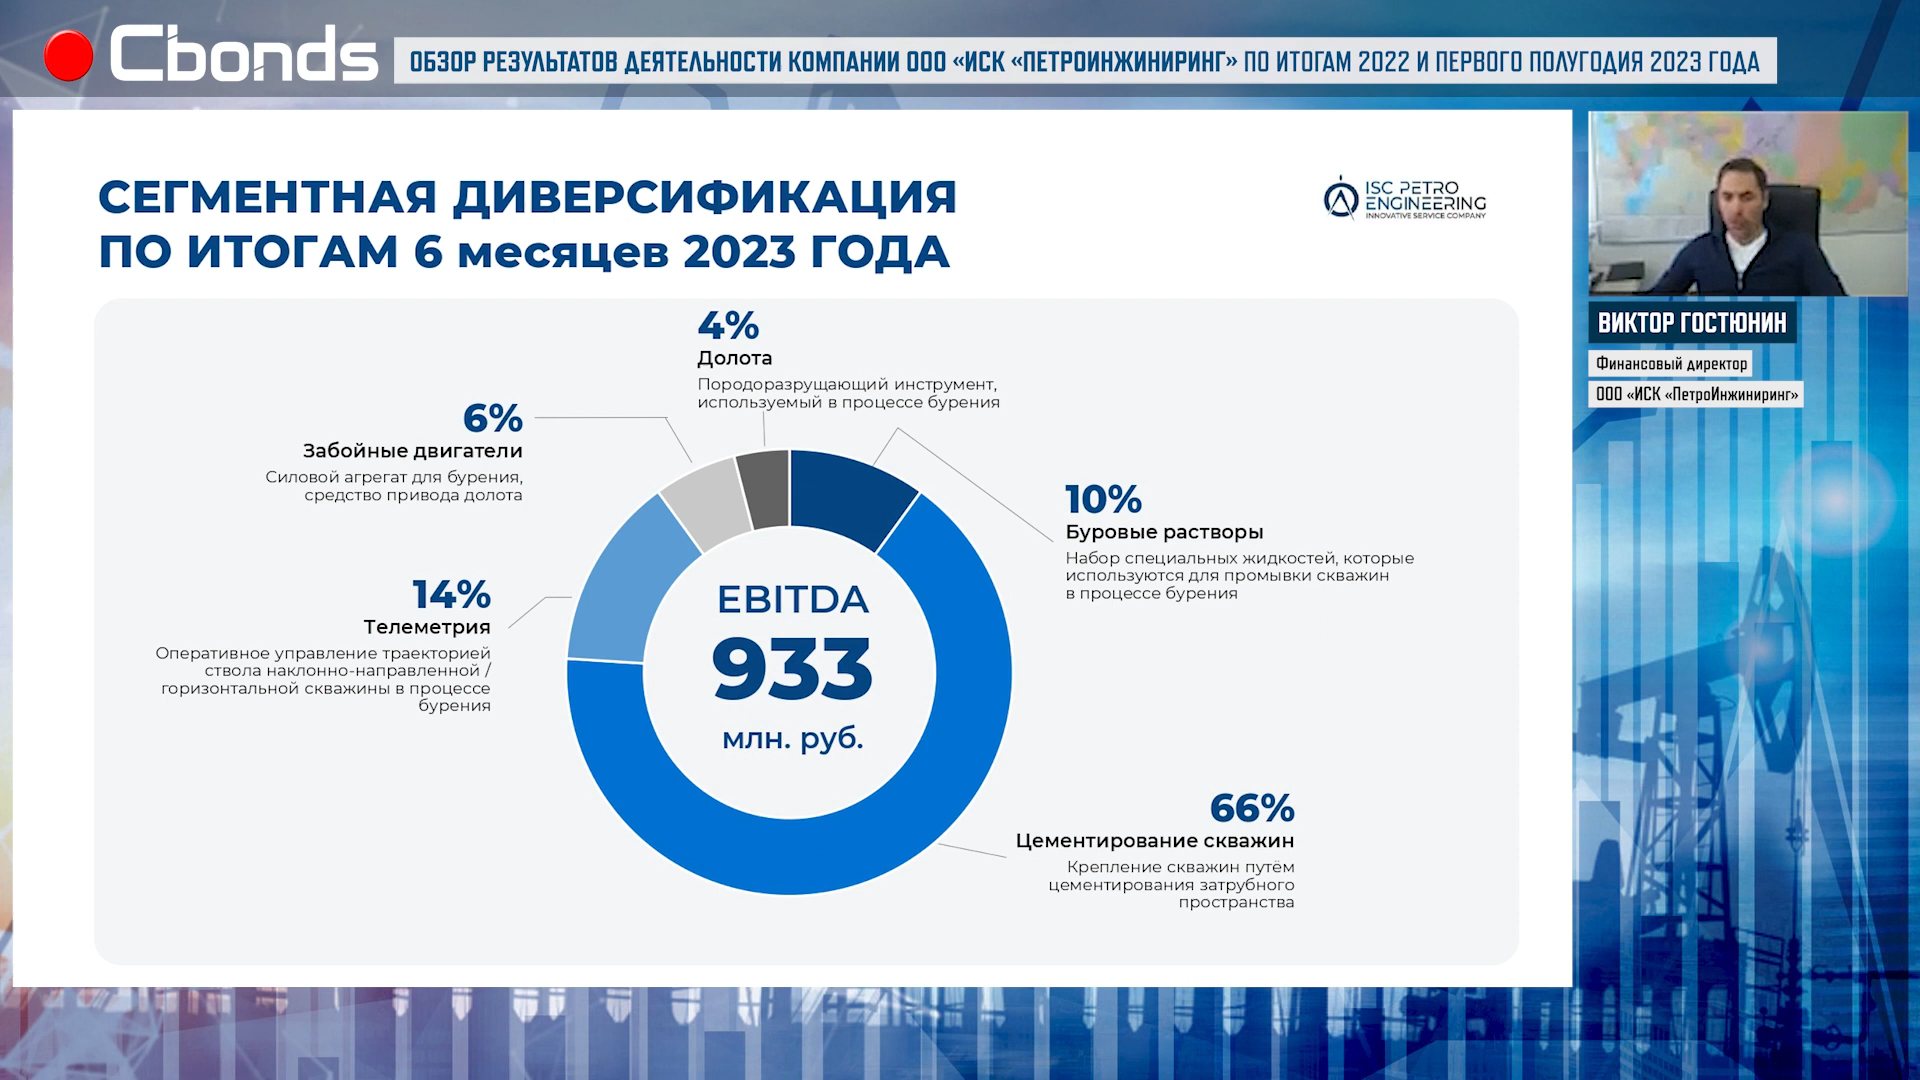 Cbonds
ОБЗОР РЕЗУЛЬТАТОВ ДЕЯТЕЛЬНОСТИ КОМПАНИИ ООО «ИСК «ПЕТРОИНЖИНИРИНГ» ПО ИТОГАМ 2022 И ПЕРВОГО ПОЛУГОДИЯ 2023 ГОДА
СЕГМЕНТНАЯ ДИВЕРСИФИКАЦИЯ
ПО ИТОГАМ 6 месяцев 2023 ГОДА
ISC PETRO
ENGINEERING
INNOVATIVE SERVICE COMPANY
4%
Долота
Породоразрущающий инструмент,
используемый в процессе бурения
6%
Забойные двигатели
Силовой агрегат для бурения,
средство привода долота
10%
Буровые растворы
Набор специальных жидкостей, которые
используются для промывки скважин
в процессе бурения
14%
Телеметрия
Оперативное управление траекторией
ствола наклонно-направленной /
горизонтальной скважины в процессе
бурения
EBITDA
933
млн. руб.
66%
Цементирование скважин
Крепление скважин путём
цементирования затрубного
пространства
ВИКТОР ГОСТЮНИН
Финансовый директор
ООО «ИСК «ПетроИнжиниринг»